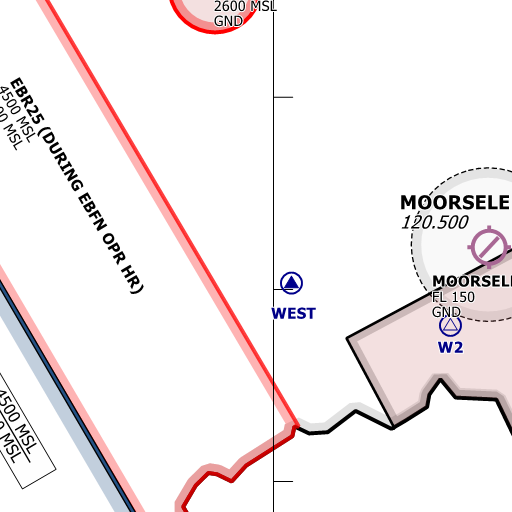 2600 MSL
GND
EBR25 (DURING EBFN OPR HR)
4500 MSL
MOORSELE
120.500
MOORSELE
FL 150
GND
WEST
W2
4500 MSL
MSL